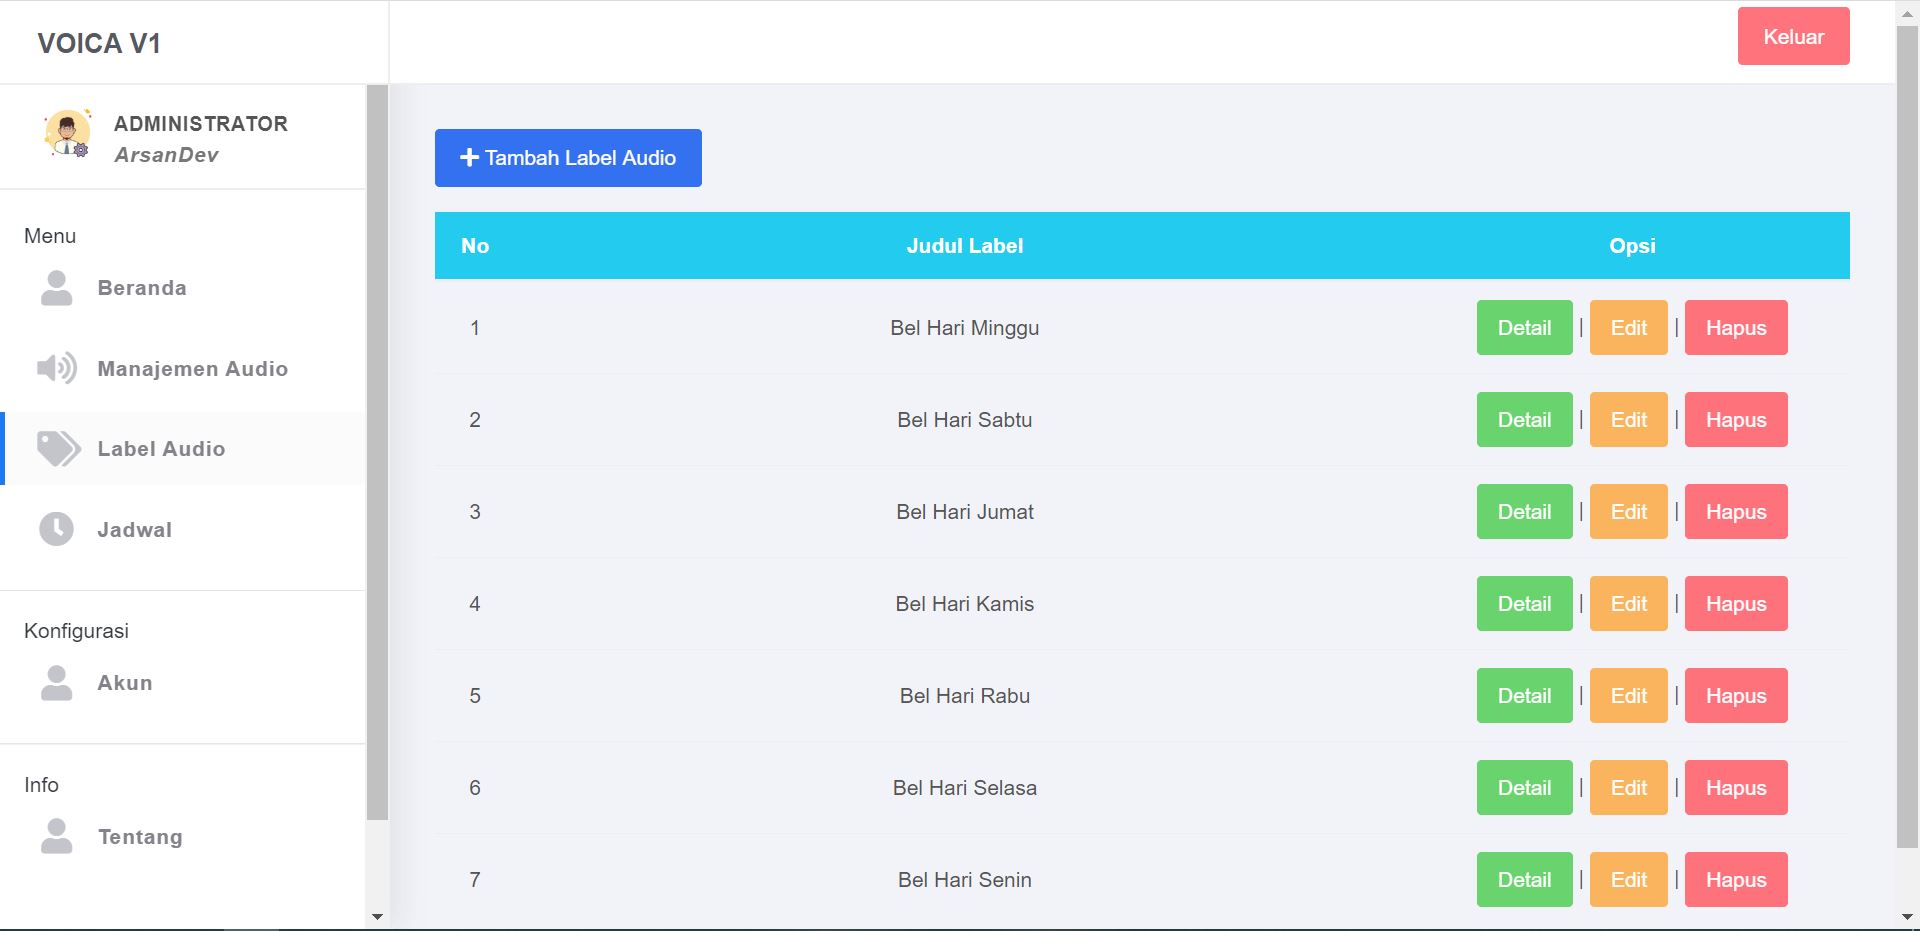 VOICA V1
Keluar
ADMINISTRATOR
ArsanDev
Menu
Beranda
Manajemen Audio
Label Audio
Jadwal
Konfigurasi
Akun
Info
Tentang
Tambah Label Audio
No Judul Label Opsi
1 Bel Hari Minggu Detail | Edit | Hapus
2 Bel Hari Sabtu Detail | Edit | Hapus
3 Bel Hari Jumat Detail | Edit | Hapus
4 Bel Hari Kamis Detail | Edit | Hapus
5 Bel Hari Rabu Detail | Edit | Hapus
6 Bel Hari Selasa Detail | Edit | Hapus
7 Bel Hari Senin Detail | Edit | Hapus